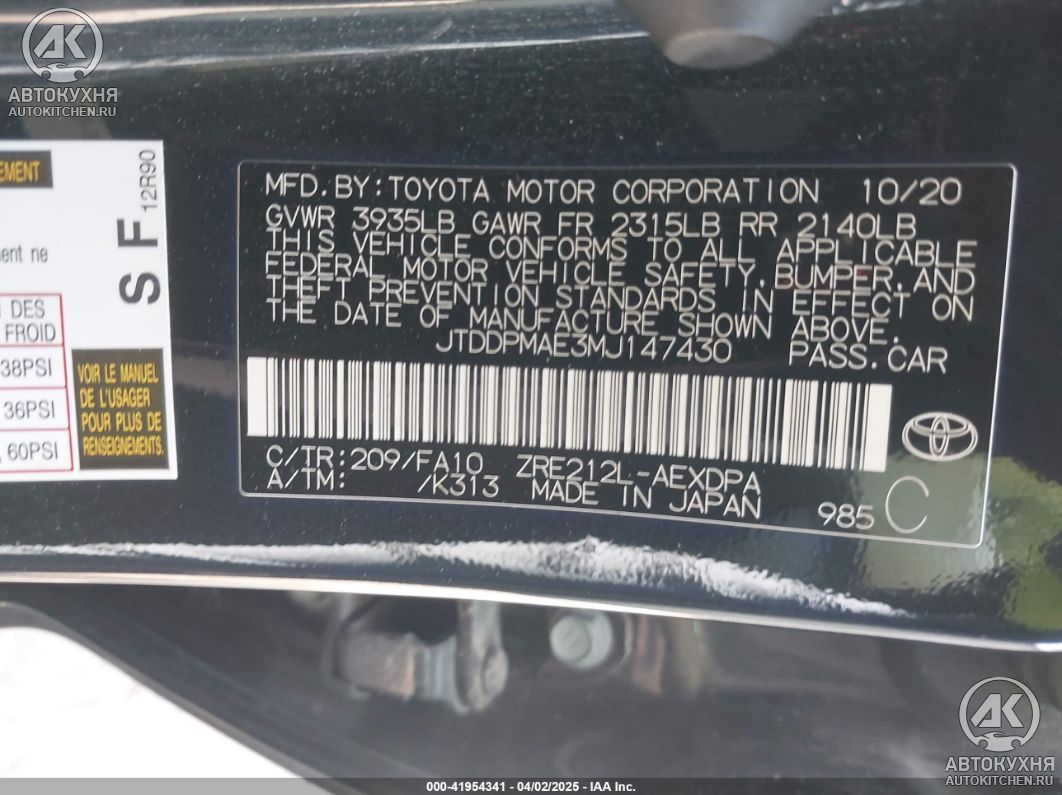 АВТОКУХНЯ
AUTOKITCHEN.RU
EMENT
S F 12R90
ment ne
DES
FROID
38PSI
36PSI
60PSI
VOIR LE MANUEL
DE L'USAGER
POUR PLUS DE
RENSEIGNEMENTS.
MFD.BY:TOYOTA MOTOR CORPORATION 10/20
GVWR 3935LB GAWR FR 2315LB RR 2140LB
THIS VEHICLE CONFORMS TO ALL APPLICABLE
FEDERAL MOTOR VEHICLE SAFETY,BUMPER,AND
THEFT PREVENTION STANDARDS IN EFFECT ON
THE DATE OF MANUFACTURE SHOWN ABOVE.
JTDDPMAE3MJ147430 PASS.CAR
C/TR:209/FA10 ZRE212L-AEXDPA
A/TM: /K313 MADE IN JAPAN
985 C
АВТОКУХНЯ
AUTOKITCHEN.RU
000-41954341 - 04/02/2025 - IAA Inc.